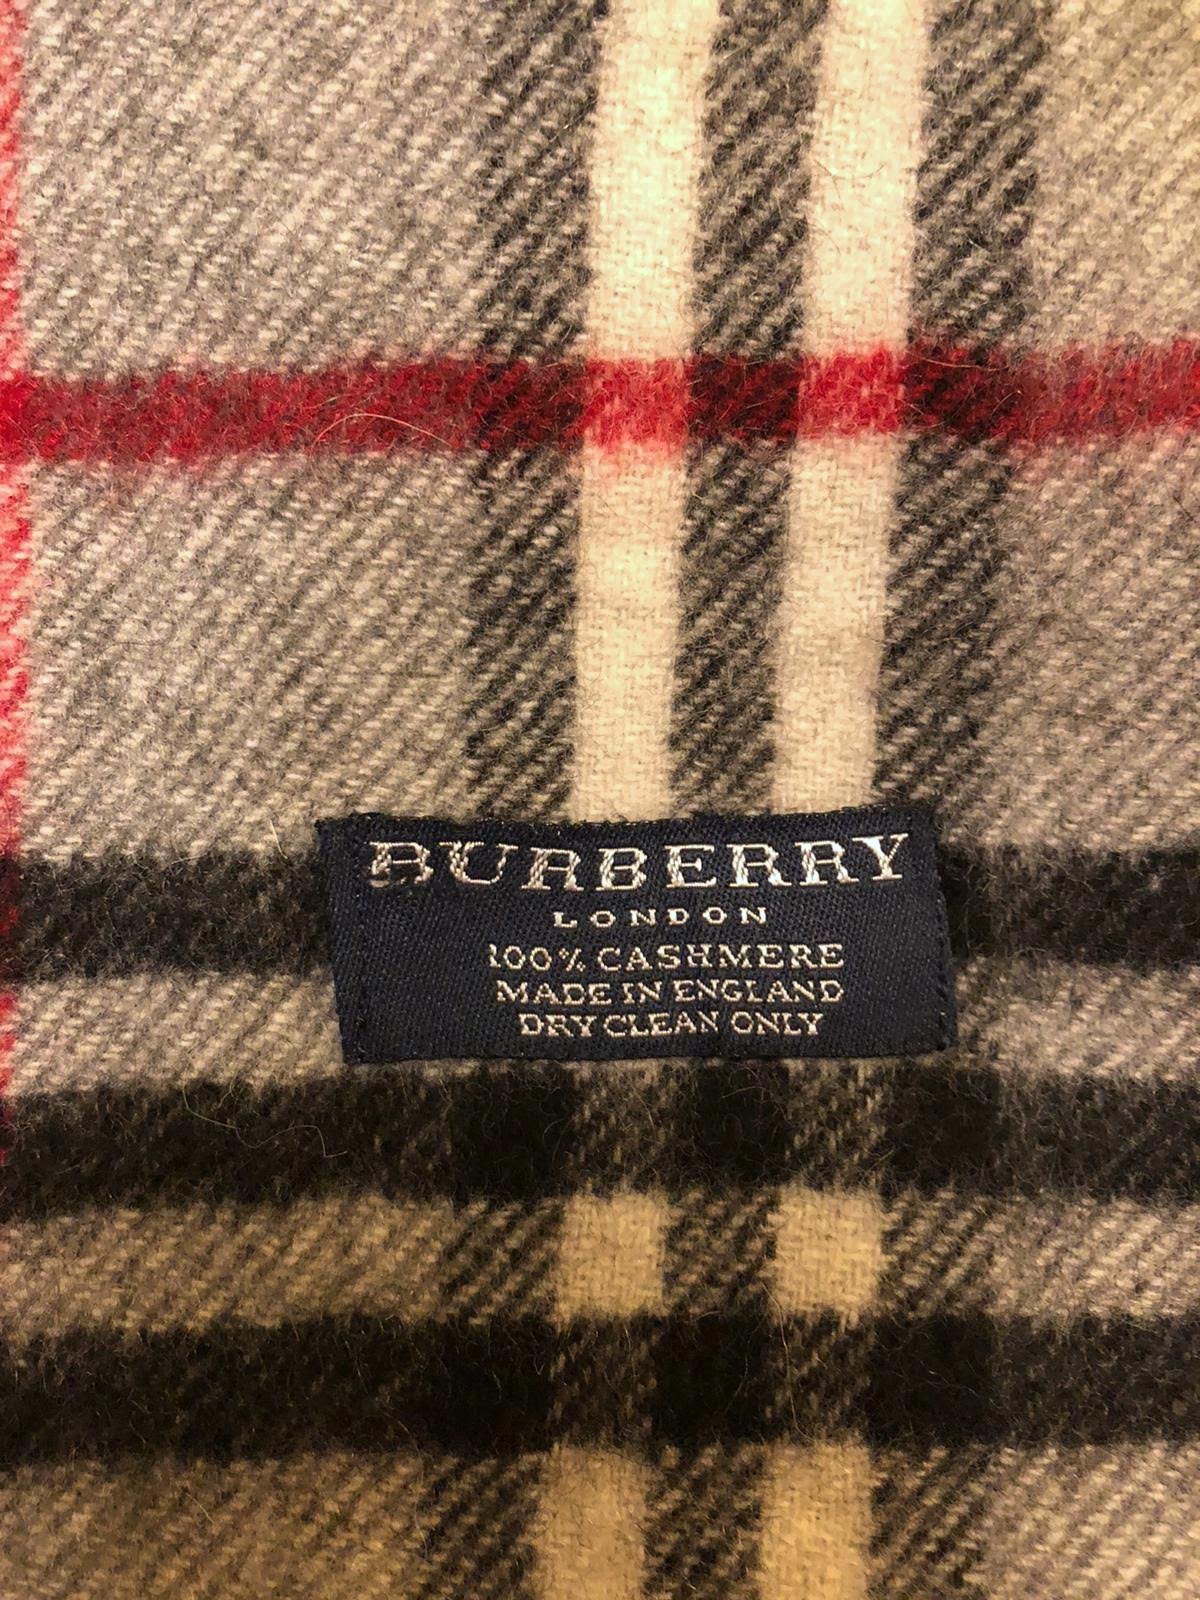 BURBERRY
LONDON
100% CASHMERE
MADE IN ENGLAND
DRY CLEAN ONLY